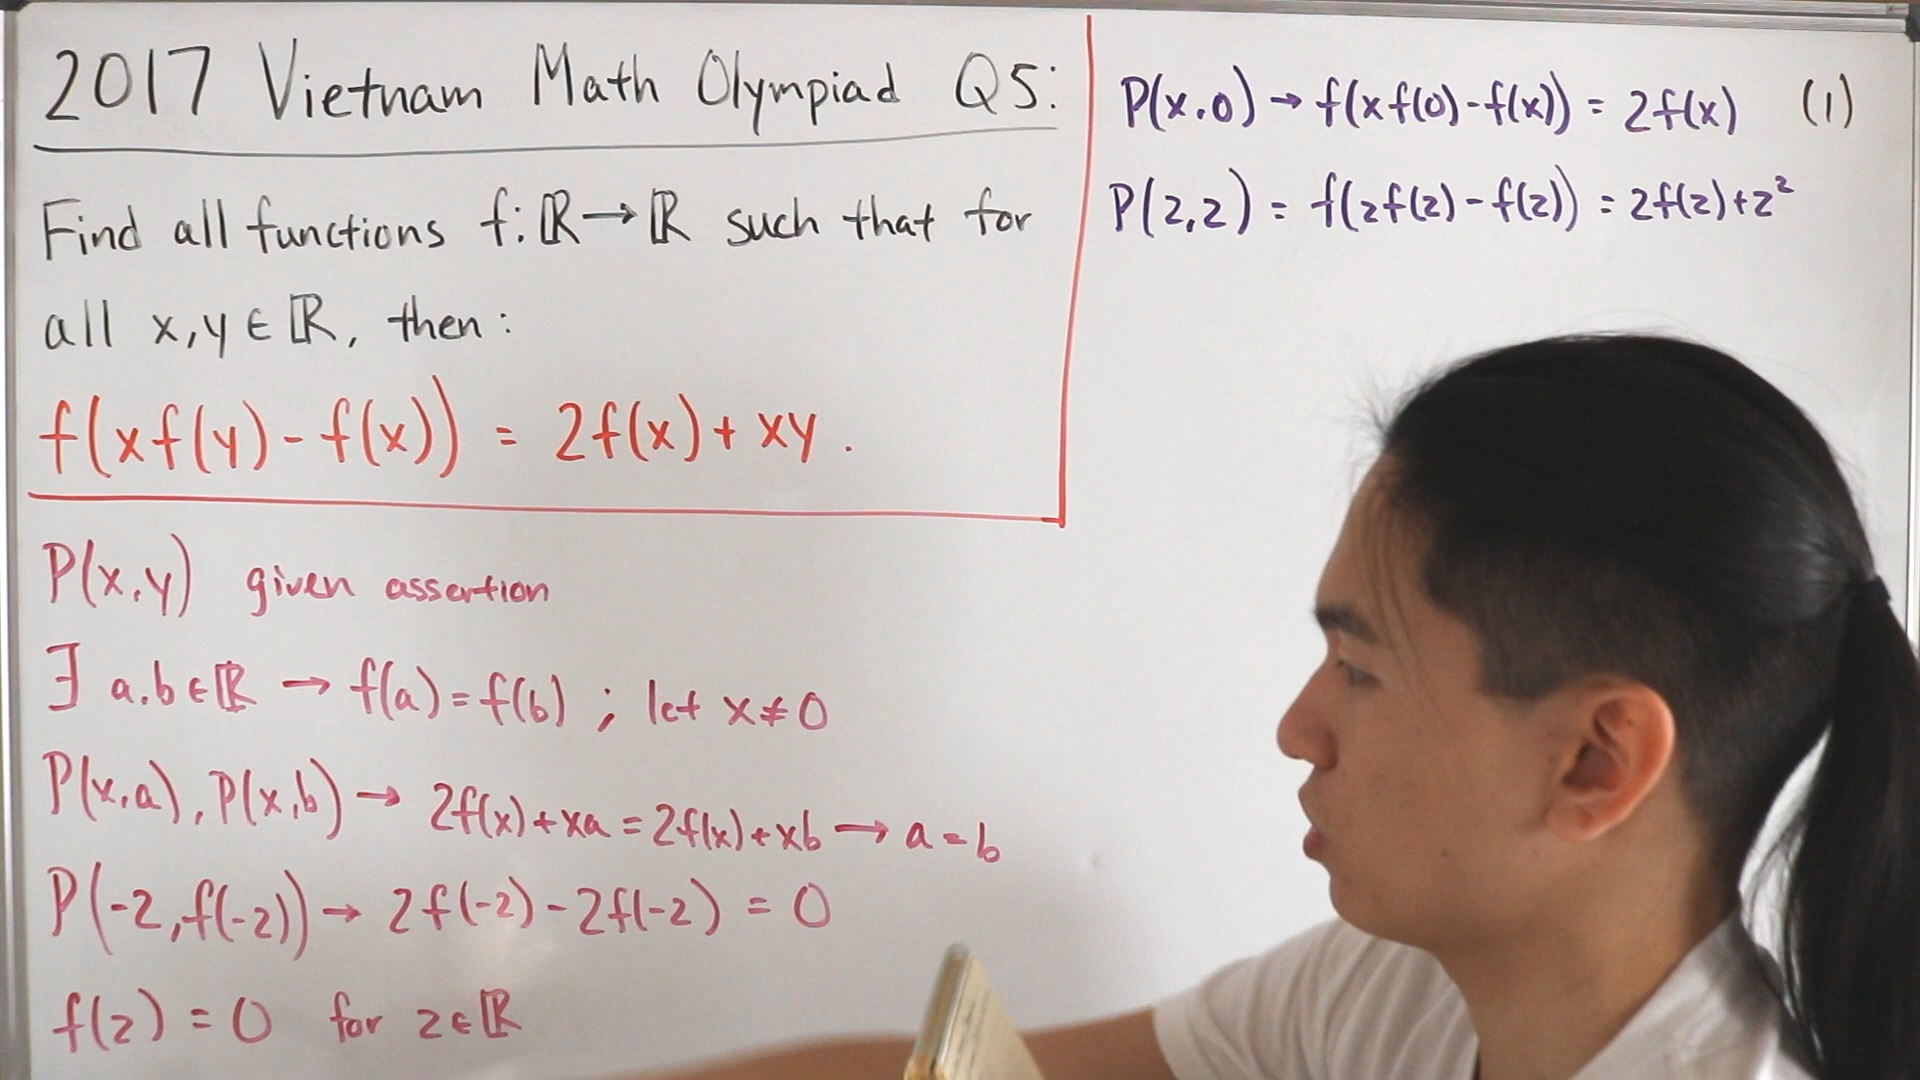 2017 Vietnam Math Olympiad Q5:
Find all functions f: ℝ→ℝ such that for
all x,y ∈ ℝ, then :
f(xf(y)-f(x)) = 2f(x)+ xy .
P(x,y) given assertion
∃ a,b ∈ ℝ → f(a)=f(b) ; let x≠0
P(x,a), P(x,b) → 2f(x)+xa = 2f(x)+xb → a=b
P(-2,f(-2)) → 2f(-2)-2f(-2) = 0
f(z) = 0 for z∈ℝ
P(x,0) → f(xf(0)-f(x)) = 2f(x) (1)
P(z,z) = f(zf(z)-f(z)) = 2f(z)+z²